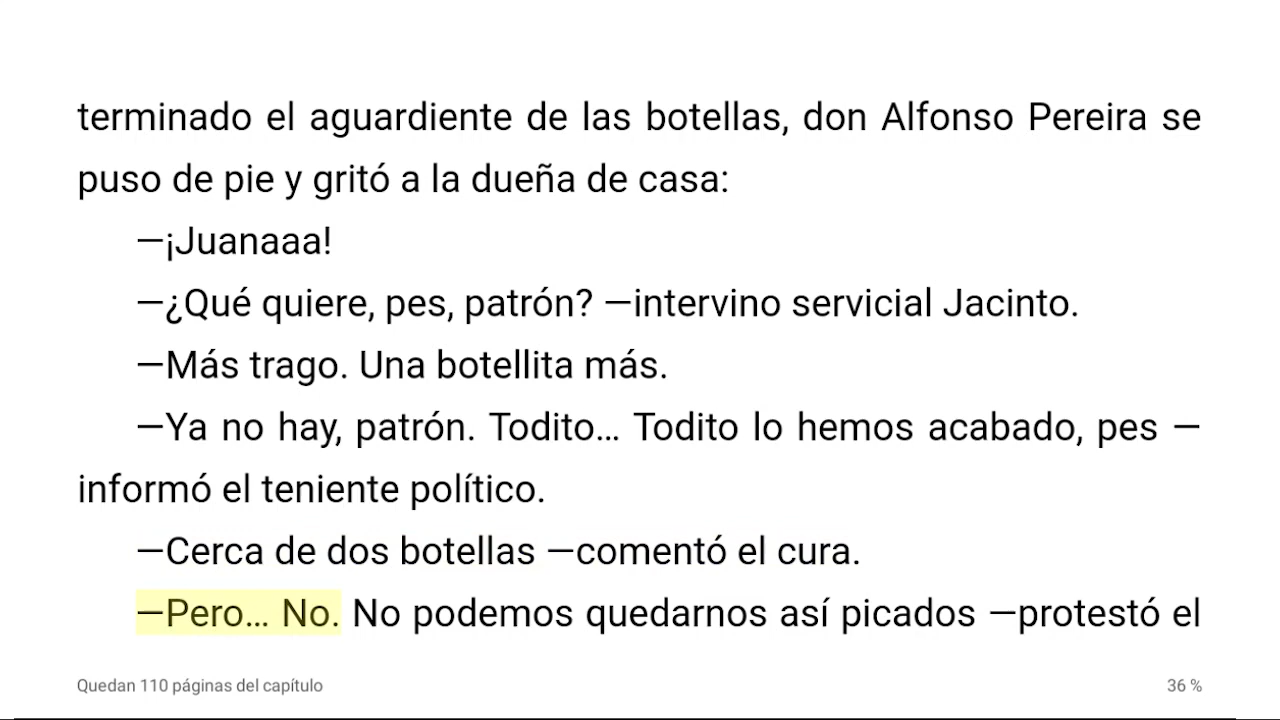 terminado el aguardiente de las botellas, don Alfonso Pereira se
puso de pie y gritó a la dueña de casa:
—¡Juanaaa!
—¿Qué quiere, pes, patrón? —intervino servicial Jacinto.
—Más trago. Una botellita más.
—Ya no hay, patrón. Todito… Todito lo hemos acabado, pes —
informó el teniente político.
—Cerca de dos botellas —comentó el cura.
—Pero… No. No podemos quedarnos así picados —protestó el
Quedan 110 páginas del capítulo 36 %